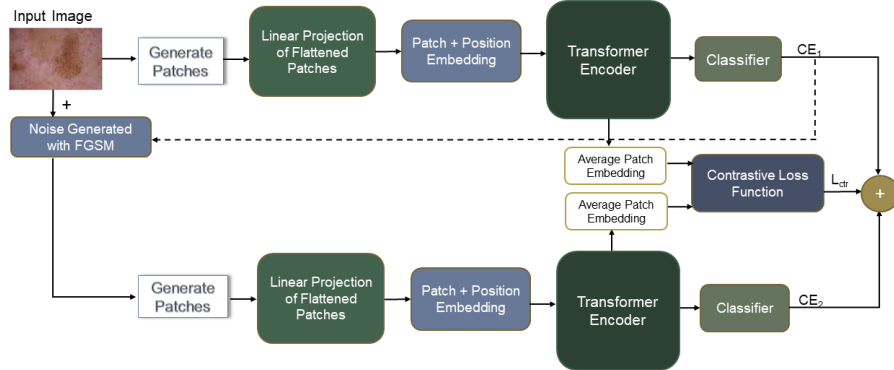 Input Image
Generate
Patches
Linear Projection
of Flattened
Patches
Patch + Position
Embedding
Transformer
Encoder
Classifier
CE1
+
Noise Generated
with FGSM
Average Patch
Embedding
Contrastive Loss
Function
Lctr
+
Average Patch
Embedding
Generate
Patches
Linear Projection
of Flattened
Patches
Patch + Position
Embedding
Transformer
Encoder
Classifier
CE2